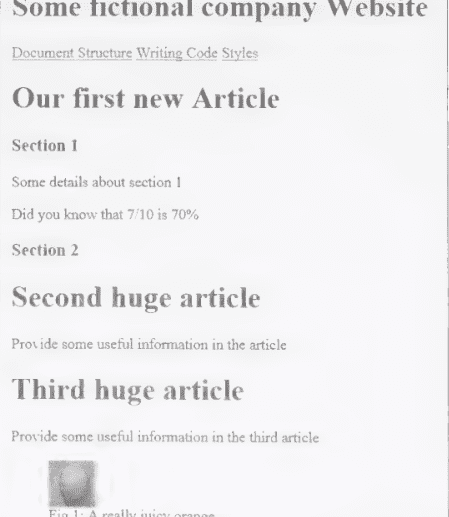 Some fictional company Website
Document Structure Writing Code Styles
Our first new Article
Section 1
Some details about section 1
Did you know that 7/10 is 70%
Section 2
Second huge article
Provide some useful information in the article
Third huge article
Provide some useful information in the third article
Fig 1: A really juicy orange